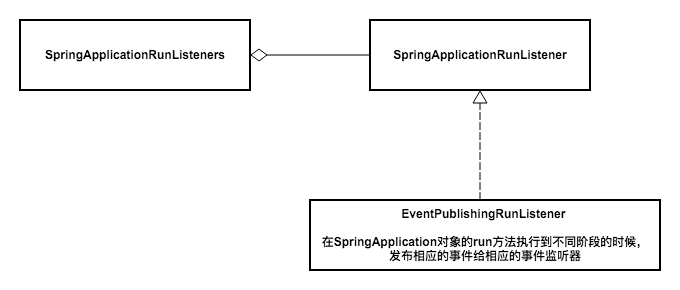 SpringApplicationRunListeners
SpringApplicationRunListener
EventPublishingRunListener
在SpringApplication对象的run方法执行到不同阶段的时候，
发布相应的事件给相应的事件监听器